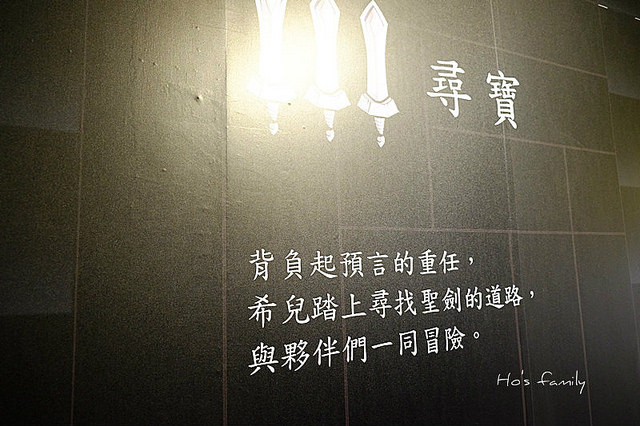 尋寶
背負起預言的重任，
希兒踏上尋找聖劍的道路，
與夥伴們一同冒險。
Ho's family